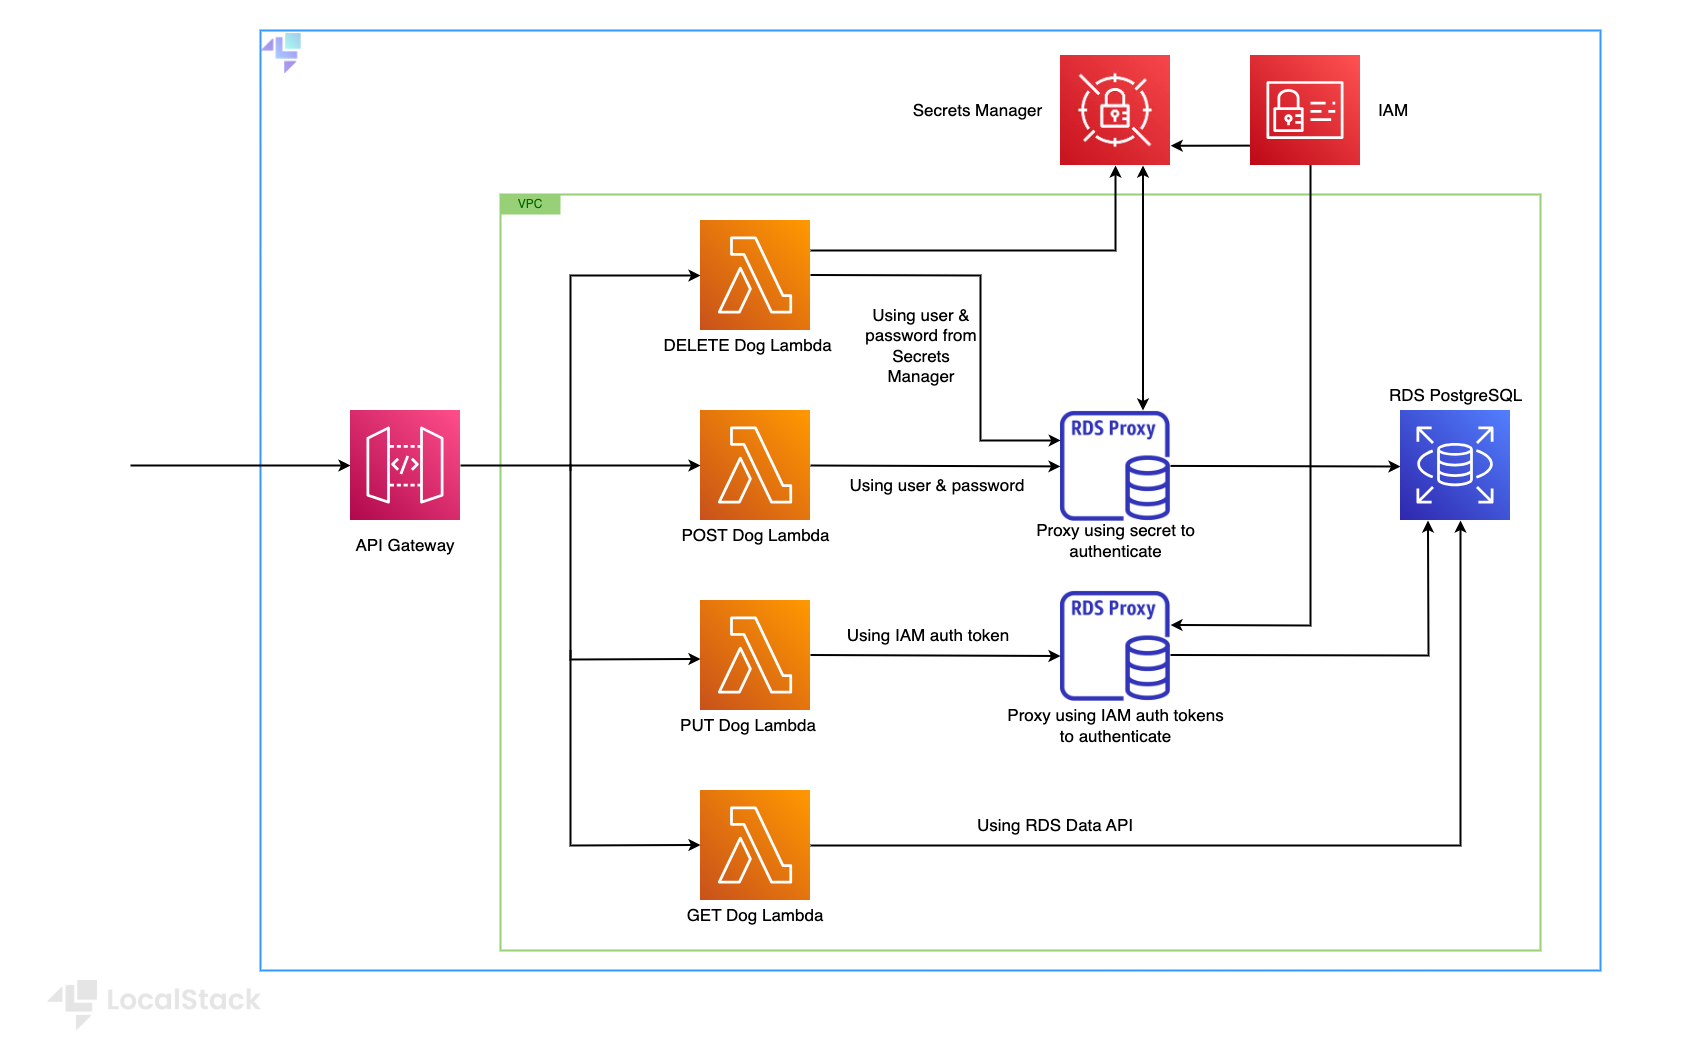 Secrets Manager
IAM
VPC
DELETE Dog Lambda
Using user &
password from
Secrets
Manager
RDS PostgreSQL
API Gateway
POST Dog Lambda
Using user & password
RDS Proxy
Proxy using secret to
authenticate
PUT Dog Lambda
Using IAM auth token
RDS Proxy
Proxy using IAM auth tokens
to authenticate
Using RDS Data API
GET Dog Lambda
LocalStack